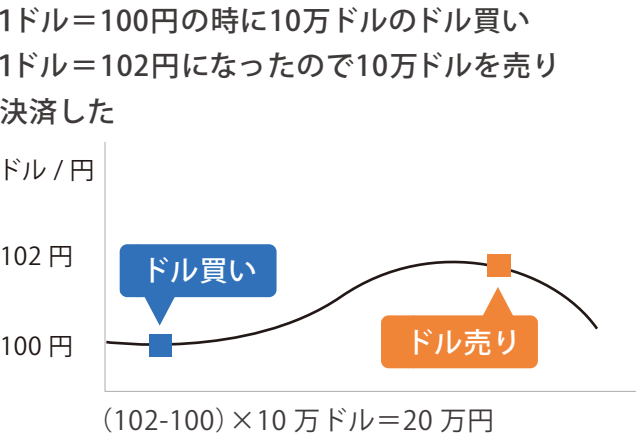 1ドル＝100円の時に10万ドルのドル買い
1ドル＝102円になったので10万ドルを売り
決済した
ドル / 円
102 円
ドル買い
100 円
ドル売り
（102-100）×10 万ドル＝20 万円